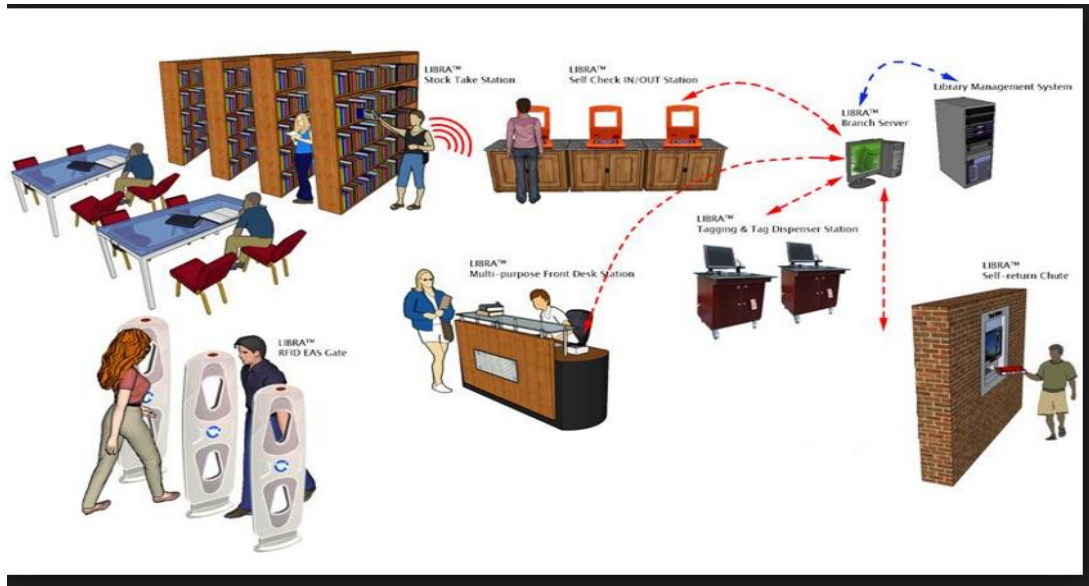 LIBRA™
Stock Take Station
LIBRA™
Self Check IN/OUT Station
Library Management System
LIBRA™
Branch Server
LIBRA™
Tagging & Tag Dispenser Station
LIBRA™
Multi-purpose Front Desk Station
LIBRA™
Self-return Chute
LIBRA™
RFID EAS Gate